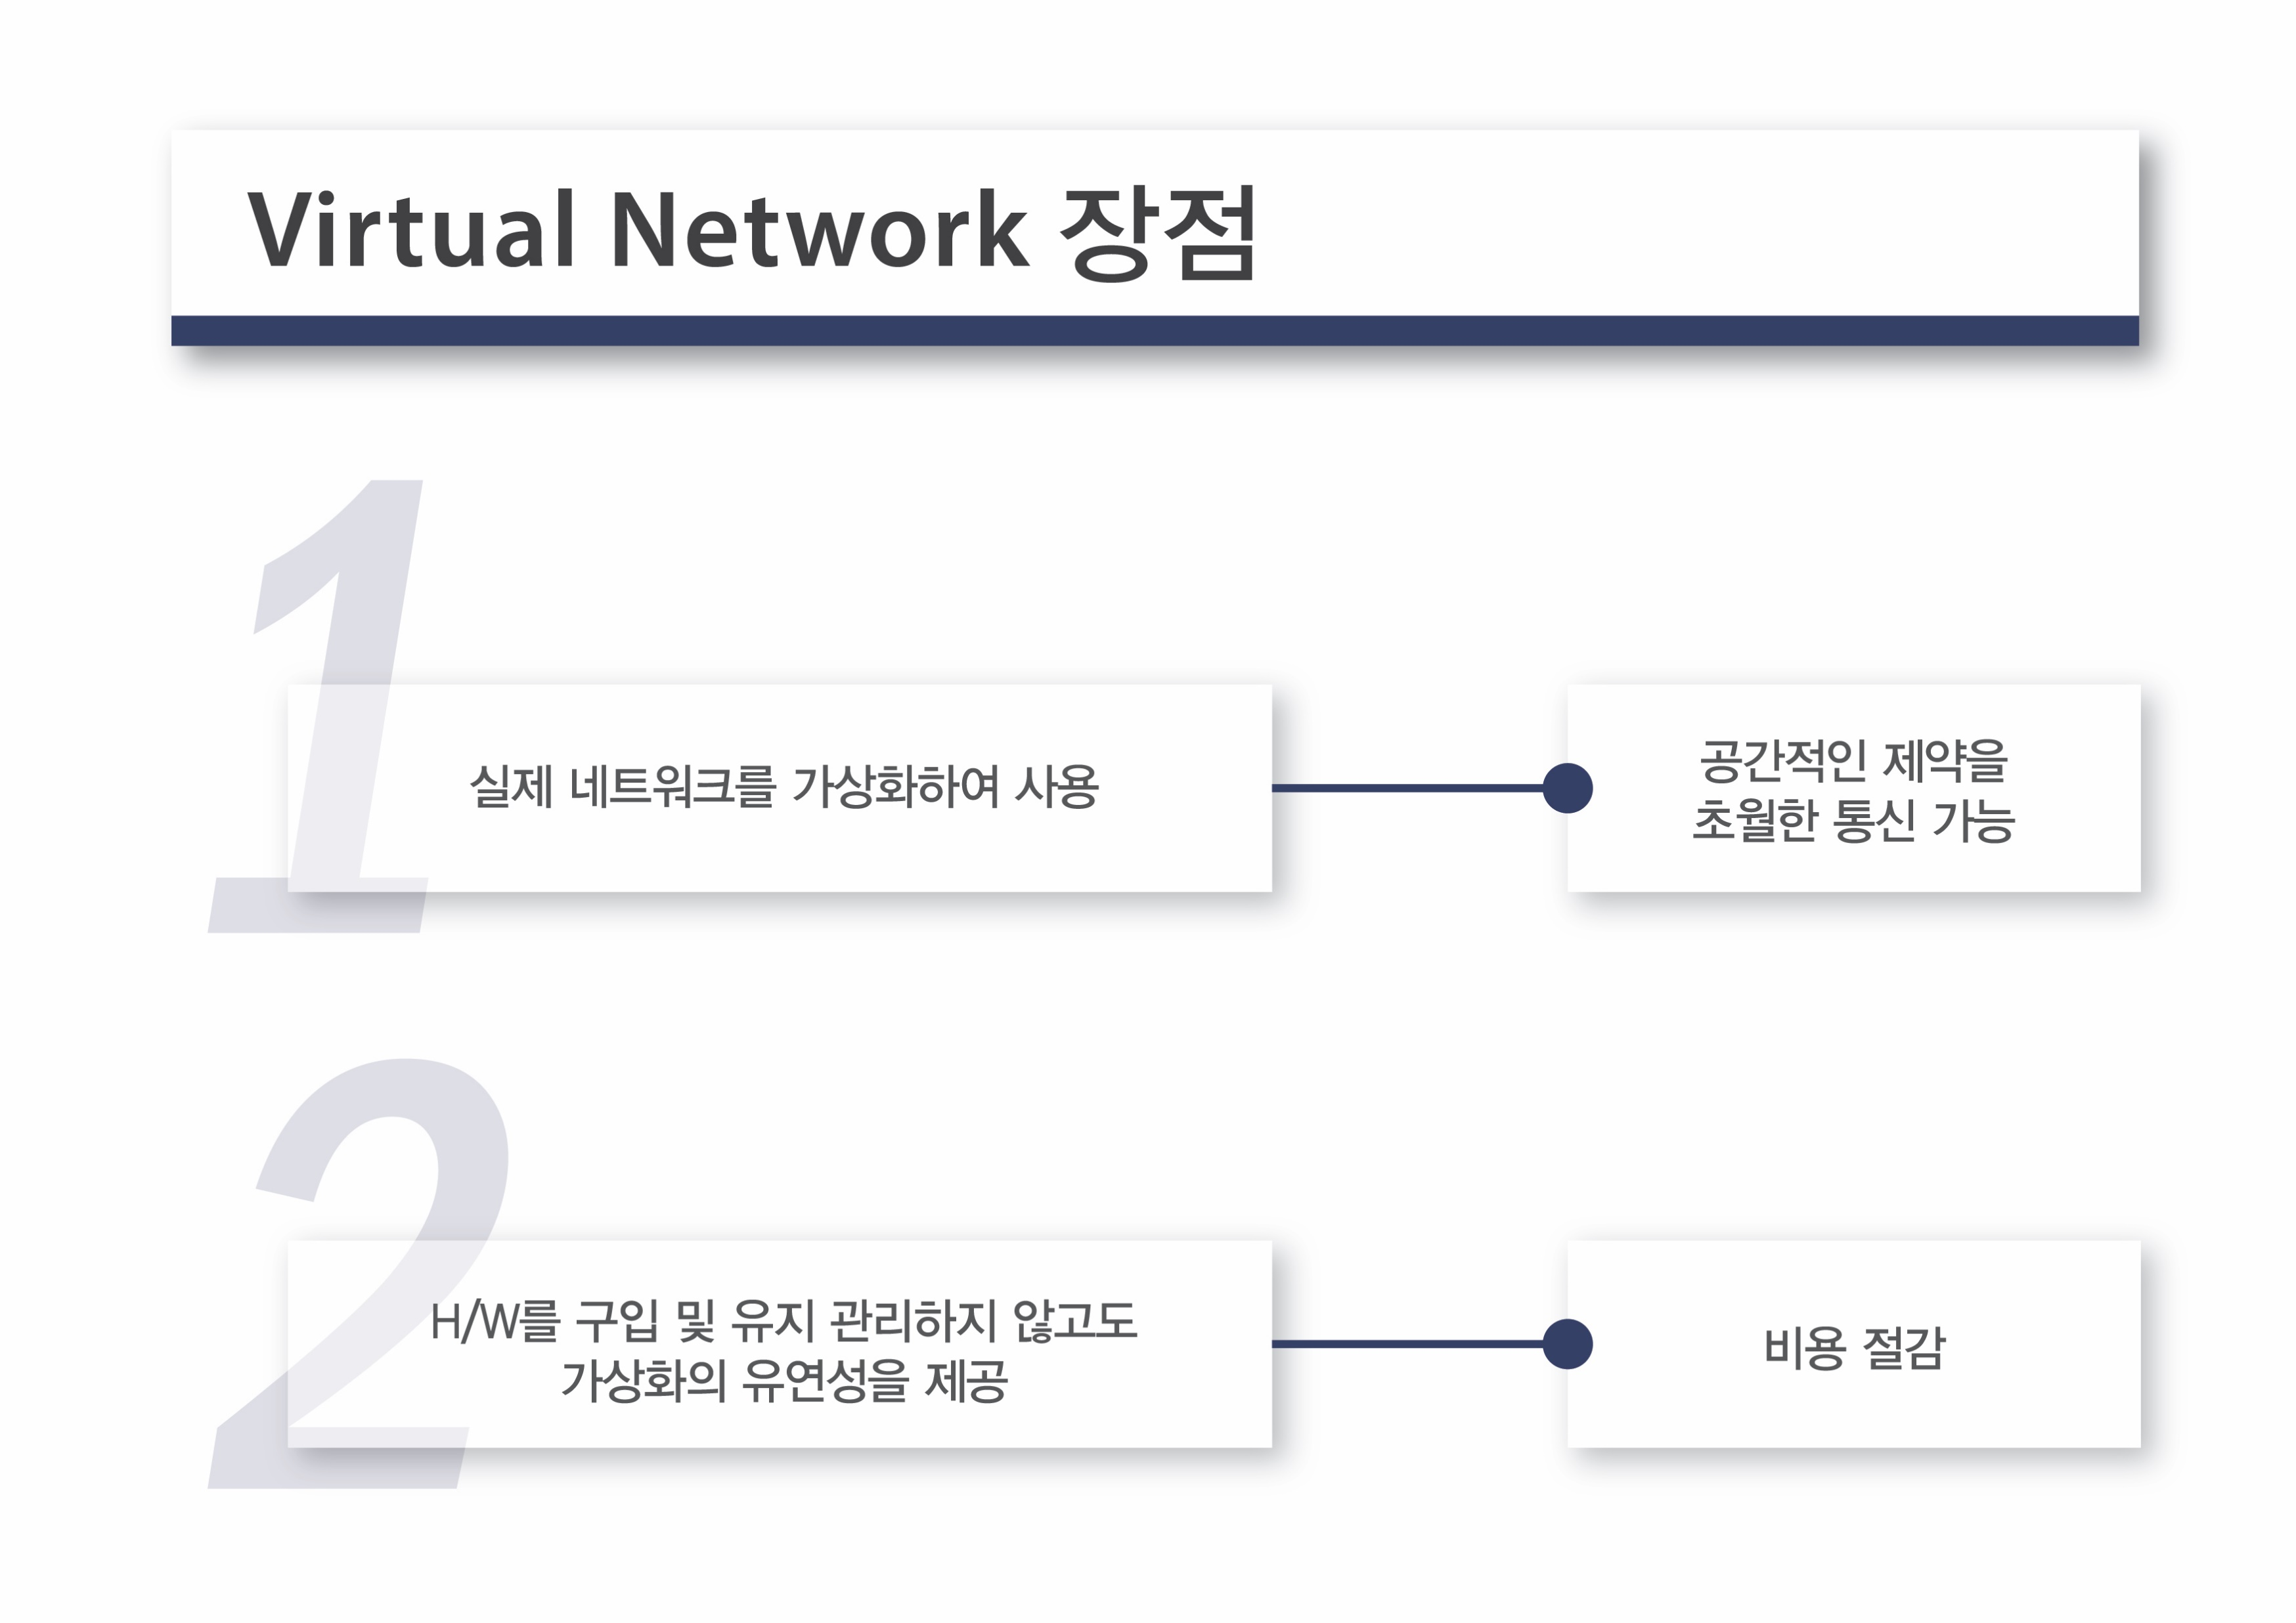 Virtual Network 장점
1
실제 네트워크를 가상화하여 사용
공간적인 제약을
초월한 통신 가능
2
H/W를 구입 및 유지 관리하지 않고도
가상화의 유연성을 제공
비용 절감